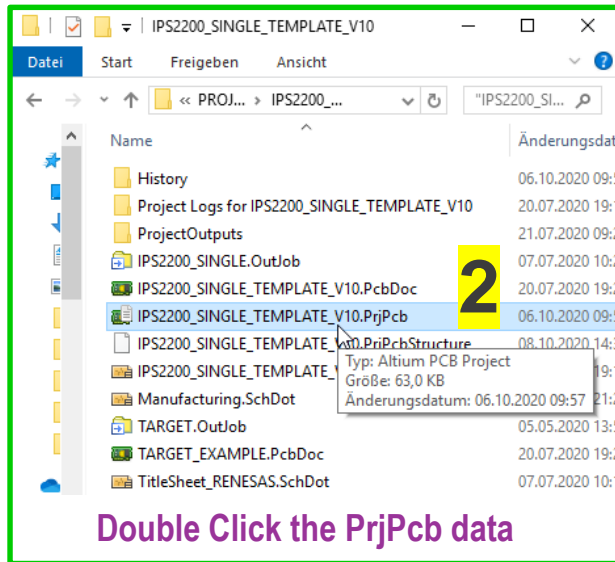 IPS2200_SINGLE_TEMPLATE_V10
Datei Start Freigeben Ansicht
« PROJ... > IPS2200_... "IPS2200_SI...
Name Änderungsdat
History 06.10.2020 09:
Project Logs for IPS2200_SINGLE_TEMPLATE_V10 20.07.2020 19:
ProjectOutputs 21.07.2020 09:
IPS2200_SINGLE.OutJob 07.07.2020 10:
IPS2200_SINGLE_TEMPLATE_V10.PcbDoc 20.07.2020 19:
2
IPS2200_SINGLE_TEMPLATE_V10.PrjPcb 06.10.2020 09:
IPS2200_SINGLE_TEMPLATE_V10.PrjPcbStructure 08.10.2020 14:
IPS2200_SINGLE_TEMPLATE_ 19:
Typ: Altium PCB Project
Größe: 63,0 KB
Änderungsdatum: 06.10.2020 09:57
Manufacturing.SchDot 21:
TARGET.OutJob 05.05.2020 13:
TARGET_EXAMPLE.PcbDoc 20.07.2020 19:
TitleSheet_RENESAS.SchDot 07.07.2020 10:
Double Click the PrjPcb data